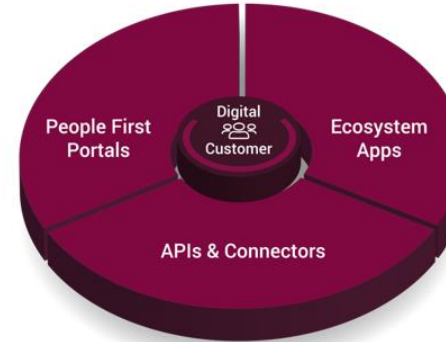 Digital
Customer
People First
Portals
Ecosystem
Apps
APIs & Connectors